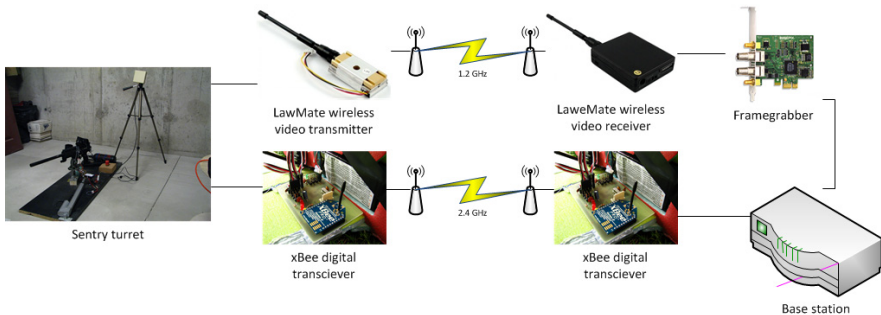 1.2 GHz
LawMate wireless
video transmitter
LaweMate wireless
video receiver
Framegrabber
2.4 GHz
Sentry turret
xBee digital
transciever
xBee digital
transciever
Base station